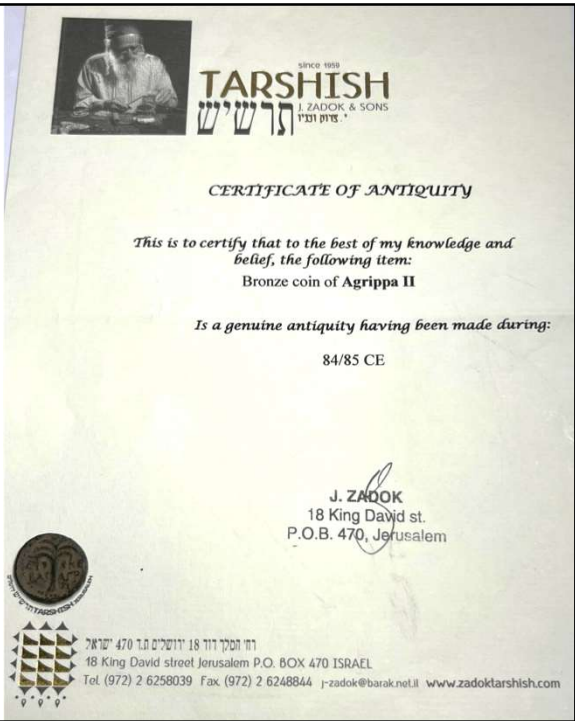 since 1959
TARSHISH
J. ZADOK & SONS
תרשיש
י. צדוק ובניו
CERTIFICATE OF ANTIQUITY
This is to certify that to the best of my knowledge and
belief, the following item:
Bronze coin of Agrippa II
Is a genuine antiquity having been made during:
84/85 CE
J. ZADOK
18 King David st.
P.O.B. 470, Jerusalem
TARSHISH JERUSALEM
רח' המלך דוד 18 ירושלים ת.ד 470 ישראל
18 King David street Jerusalem P.O. BOX 470 ISRAEL
Tel. (972) 2 6258039 Fax. (972) 2 6248844 j-zadok@barak.net.il www.zadoktarshish.com